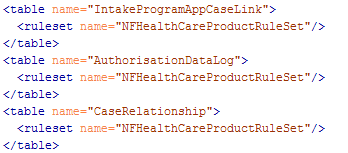 <table name="IntakeProgramAppCaseLink">
<ruleset name="NFHealthCareProductRuleSet"/>
</table>
<table name="AuthorisationDataLog">
<ruleset name="NFHealthCareProductRuleSet"/>
</table>
<table name="CaseRelationship">
<ruleset name="NFHealthCareProductRuleSet"/>
</table>